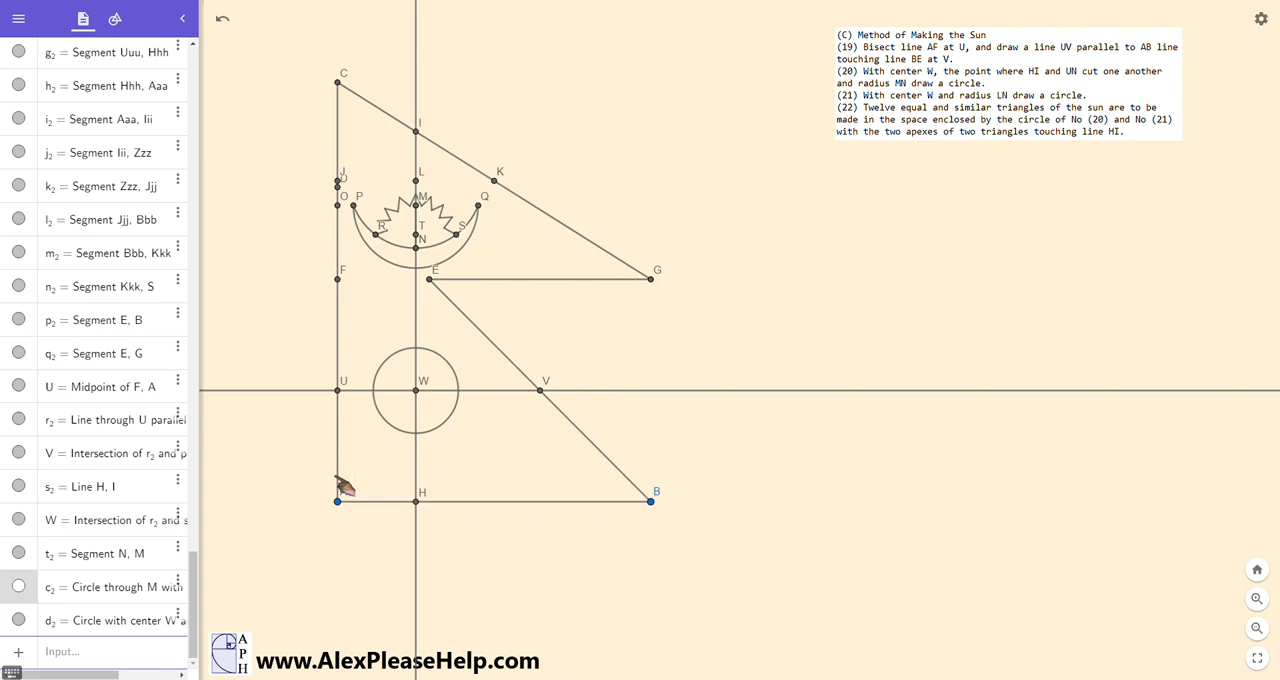 g₂ = Segment Uuu, Hhh
h₂ = Segment Hhh, Aaa
i₂ = Segment Aaa, Iii
j₂ = Segment Iii, Zzz
k₂ = Segment Zzz, Jjj
l₂ = Segment Jjj, Bbb
m₂ = Segment Bbb, Kkk
n₂ = Segment Kkk, S
p₂ = Segment E, B
q₂ = Segment E, G
U = Midpoint of F, A
r₂ = Line through U parallel
V = Intersection of r₂ and p
s₂ = Line H, I
W = Intersection of r₂ and s
t₂ = Segment N, M
c₂ = Circle through M with
d₂ = Circle with center W a
Input...
(C) Method of Making the Sun
(19) Bisect line AF at U, and draw a line UV parallel to AB line
touching line BE at V.
(20) With center W, the point where HI and UN cut one another
and radius MN draw a circle.
(21) With center W and radius LN draw a circle.
(22) Twelve equal and similar triangles of the sun are to be
made in the space enclosed by the circle of No (20) and No (21)
with the two apexes of two triangles touching line HI.
C
I
J
L
K
D
O
P
M
Q
R
T
S
N
F
E
G
U
W
V
H
B
A
P
H
www.AlexPleaseHelp.com